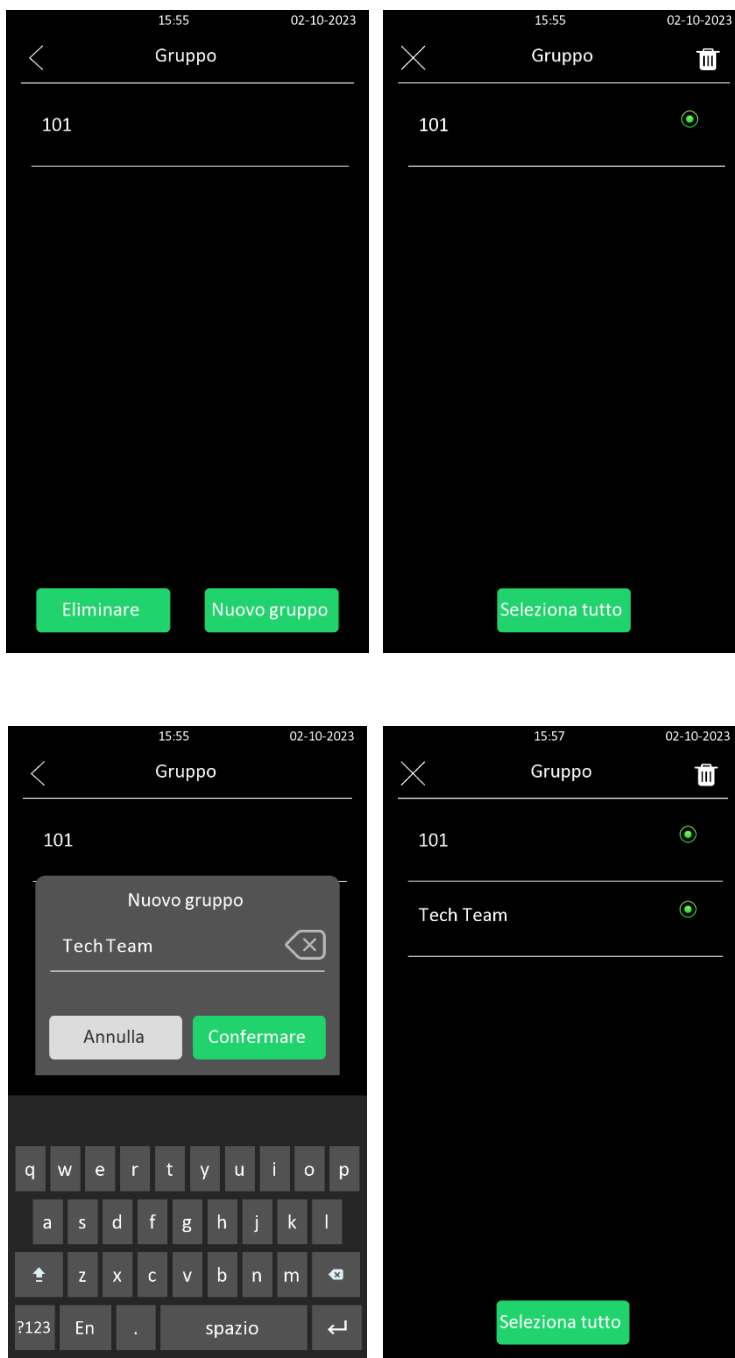 15:55 02-10-2023
Gruppo
101
Eliminare Nuovo gruppo
15:55 02-10-2023
Gruppo
101
Seleziona tutto
15:55 02-10-2023
Gruppo
101
Nuovo gruppo
Tech Team
Annulla Confermare
q w e r t y u i o p
a s d f g h j k l
z x c v b n m
?123 En . spazio
15:57 02-10-2023
Gruppo
101
Tech Team
Seleziona tutto